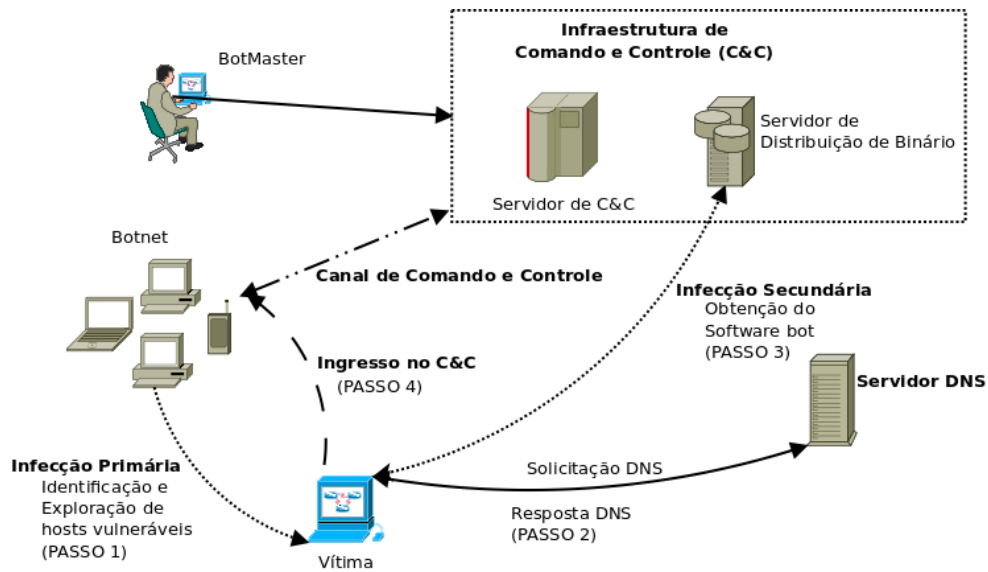 Infraestrutura de
Comando e Controle (C&C)
BotMaster
Servidor de
Distribuição de Binário
Servidor de C&C
Botnet
Canal de Comando e Controle
Infecção Secundária
Obtenção do
Software bot
(PASSO 3)
Ingresso no C&C
(PASSO 4)
Servidor DNS
Infecção Primária
Identificação e
Exploração de
hosts vulneráveis
(PASSO 1)
Solicitação DNS
Resposta DNS
(PASSO 2)
Vítima